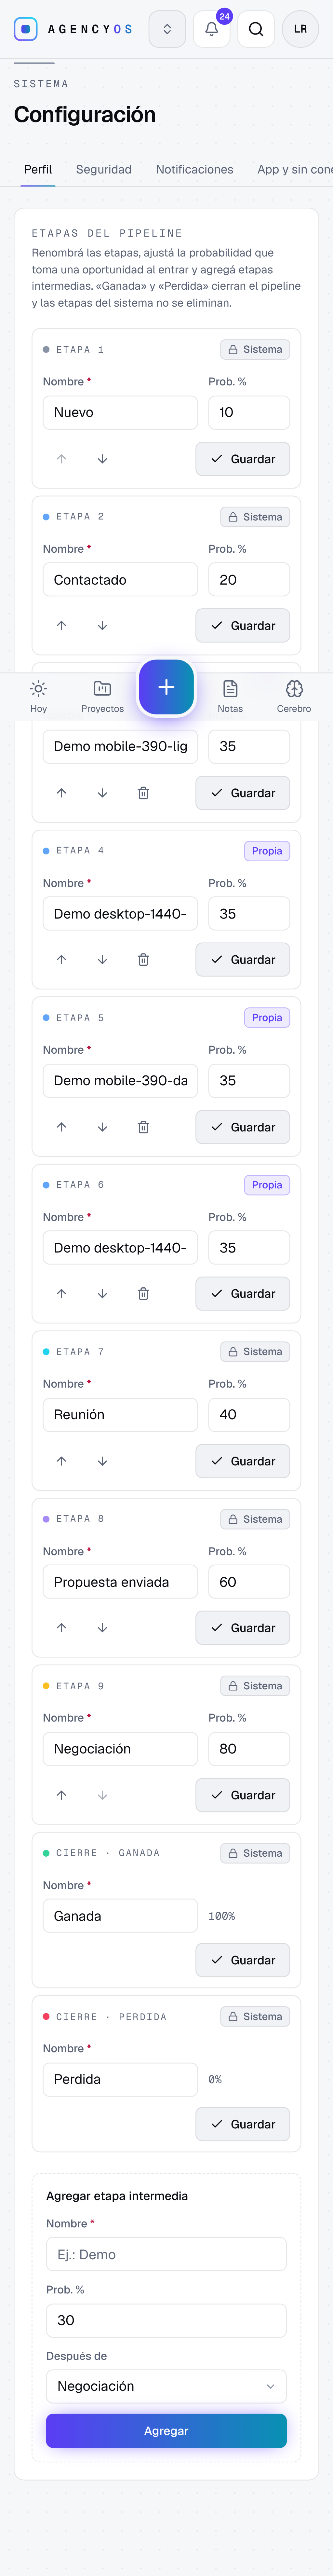 AGENCYOS
24
LR
SISTEMA
Configuración
Perfil Seguridad Notificaciones App y sin cone
ETAPAS DEL PIPELINE
Renombrá las etapas, ajustá la probabilidad que
toma una oportunidad al entrar y agregá etapas
intermedias. «Ganada» y «Perdida» cierran el pipeline
y las etapas del sistema no se eliminan.
ETAPA 1 Sistema
Nombre * Prob. %
Nuevo 10
Guardar
ETAPA 2 Sistema
Nombre * Prob. %
Contactado 20
Guardar
Hoy Proyectos Notas Cerebro
Demo mobile-390-lig 35
Guardar
ETAPA 4 Propia
Nombre * Prob. %
Demo desktop-1440- 35
Guardar
ETAPA 5 Propia
Nombre * Prob. %
Demo mobile-390-da 35
Guardar
ETAPA 6 Propia
Nombre * Prob. %
Demo desktop-1440- 35
Guardar
ETAPA 7 Sistema
Nombre * Prob. %
Reunión 40
Guardar
ETAPA 8 Sistema
Nombre * Prob. %
Propuesta enviada 60
Guardar
ETAPA 9 Sistema
Nombre * Prob. %
Negociación 80
Guardar
CIERRE · GANADA Sistema
Nombre *
Ganada 100%
Guardar
CIERRE · PERDIDA Sistema
Nombre *
Perdida 0%
Guardar
Agregar etapa intermedia
Nombre *
Ej.: Demo
Prob. %
30
Después de
Negociación
Agregar